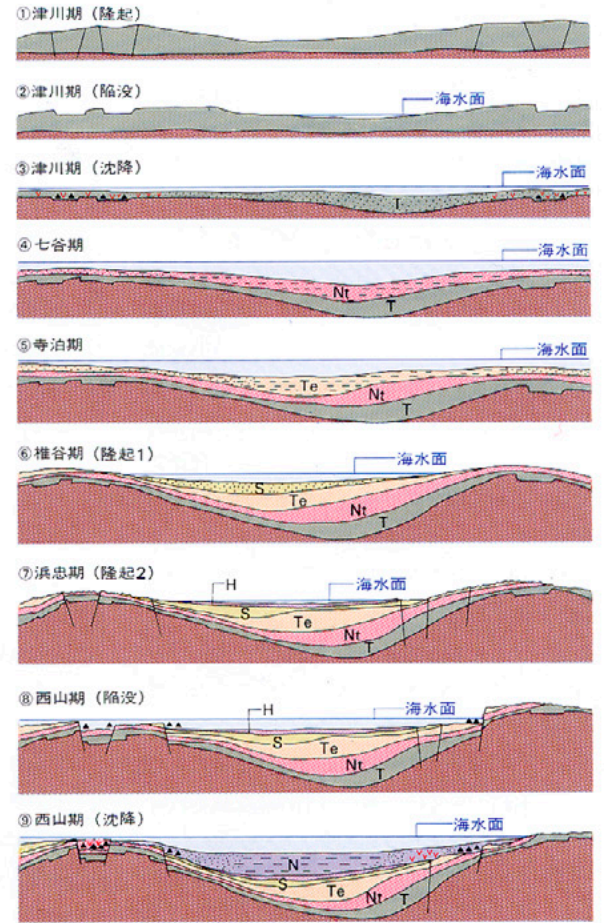 ①津川期(隆起)
②津川期(陥没)
海水面
③津川期(沈降)
海水面
T
④七谷期
海水面
Nt
T
⑤寺泊期
海水面
Te
Nt
T
⑥椎谷期(隆起1)
海水面
S
Te
Nt
T
⑦浜忠期(隆起2)
H
海水面
S
Te
Nt
T
⑧西山期(陥没)
H
海水面
S
Te
Nt
T
⑨西山期(沈降)
海水面
N
S
Te
Nt
T